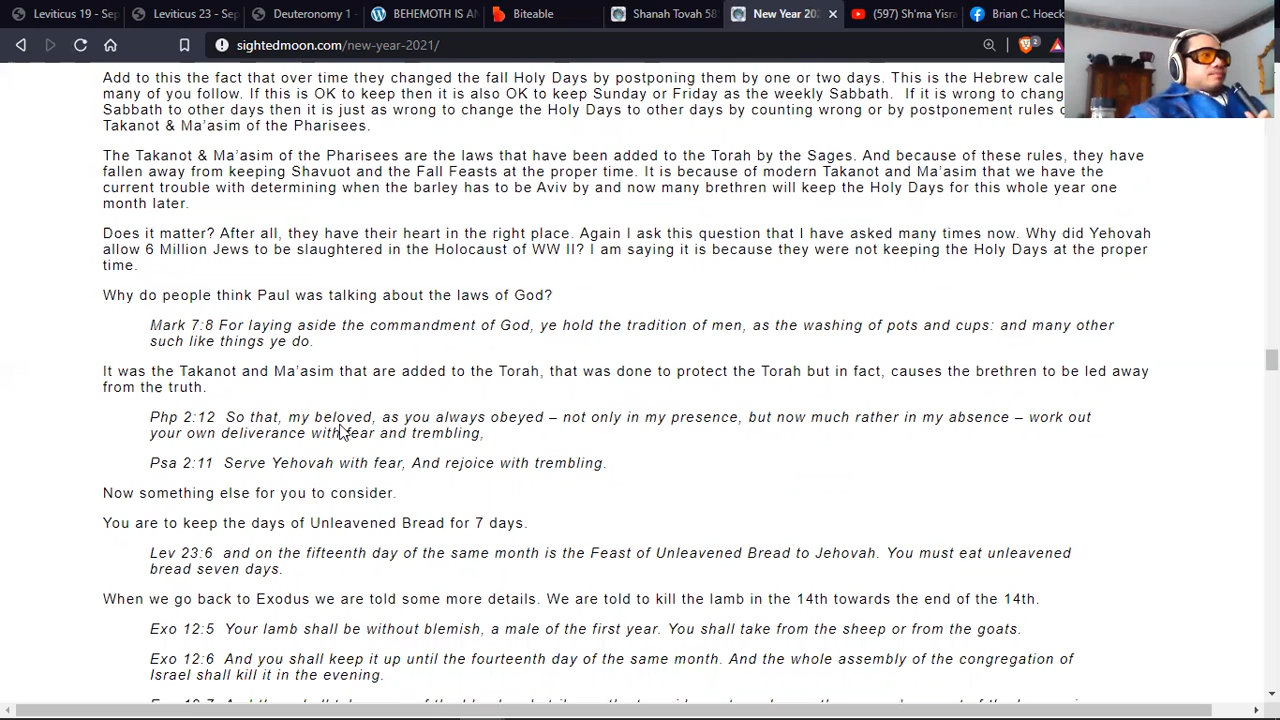 Leviticus 19 - Sep
Leviticus 23 - Sep
Deuteronomy 1 -
BEHEMOTH IS AN
Biteable
Shanah Tovah 58
New Year 202
(597) Sh'ma Yisra
Brian C. Hoeck
sightedmoon.com/new-year-2021/
2
Add to this the fact that over time they changed the fall Holy Days by postponing them by one or two days. This is the Hebrew cale
many of you follow. If this is OK to keep then it is also OK to keep Sunday or Friday as the weekly Sabbath. If it is wrong to chang
Sabbath to other days then it is just as wrong to change the Holy Days to other days by counting wrong or by postponement rules o
Takanot & Ma'asim of the Pharisees.
The Takanot & Ma'asim of the Pharisees are the laws that have been added to the Torah by the Sages. And because of these rules, they have
fallen away from keeping Shavuot and the Fall Feasts at the proper time. It is because of modern Takanot and Ma'asim that we have the
current trouble with determining when the barley has to be Aviv by and now many brethren will keep the Holy Days for this whole year one
month later.
Does it matter? After all, they have their heart in the right place. Again I ask this question that I have asked many times now. Why did Yehovah
allow 6 Million Jews to be slaughtered in the Holocaust of WW II? I am saying it is because they were not keeping the Holy Days at the proper
time.
Why do people think Paul was talking about the laws of God?
Mark 7:8 For laying aside the commandment of God, ye hold the tradition of men, as the washing of pots and cups: and many other
such like things ye do.
It was the Takanot and Ma'asim that are added to the Torah, that was done to protect the Torah but in fact, causes the brethren to be led away
from the truth.
Php 2:12 So that, my beloved, as you always obeyed – not only in my presence, but now much rather in my absence – work out
your own deliverance with fear and trembling,
Psa 2:11 Serve Yehovah with fear, And rejoice with trembling.
Now something else for you to consider.
You are to keep the days of Unleavened Bread for 7 days.
Lev 23:6 and on the fifteenth day of the same month is the Feast of Unleavened Bread to Jehovah. You must eat unleavened
bread seven days.
When we go back to Exodus we are told some more details. We are told to kill the lamb in the 14th towards the end of the 14th.
Exo 12:5 Your lamb shall be without blemish, a male of the first year. You shall take from the sheep or from the goats.
Exo 12:6 And you shall keep it up until the fourteenth day of the same month. And the whole assembly of the congregation of
Israel shall kill it in the evening.